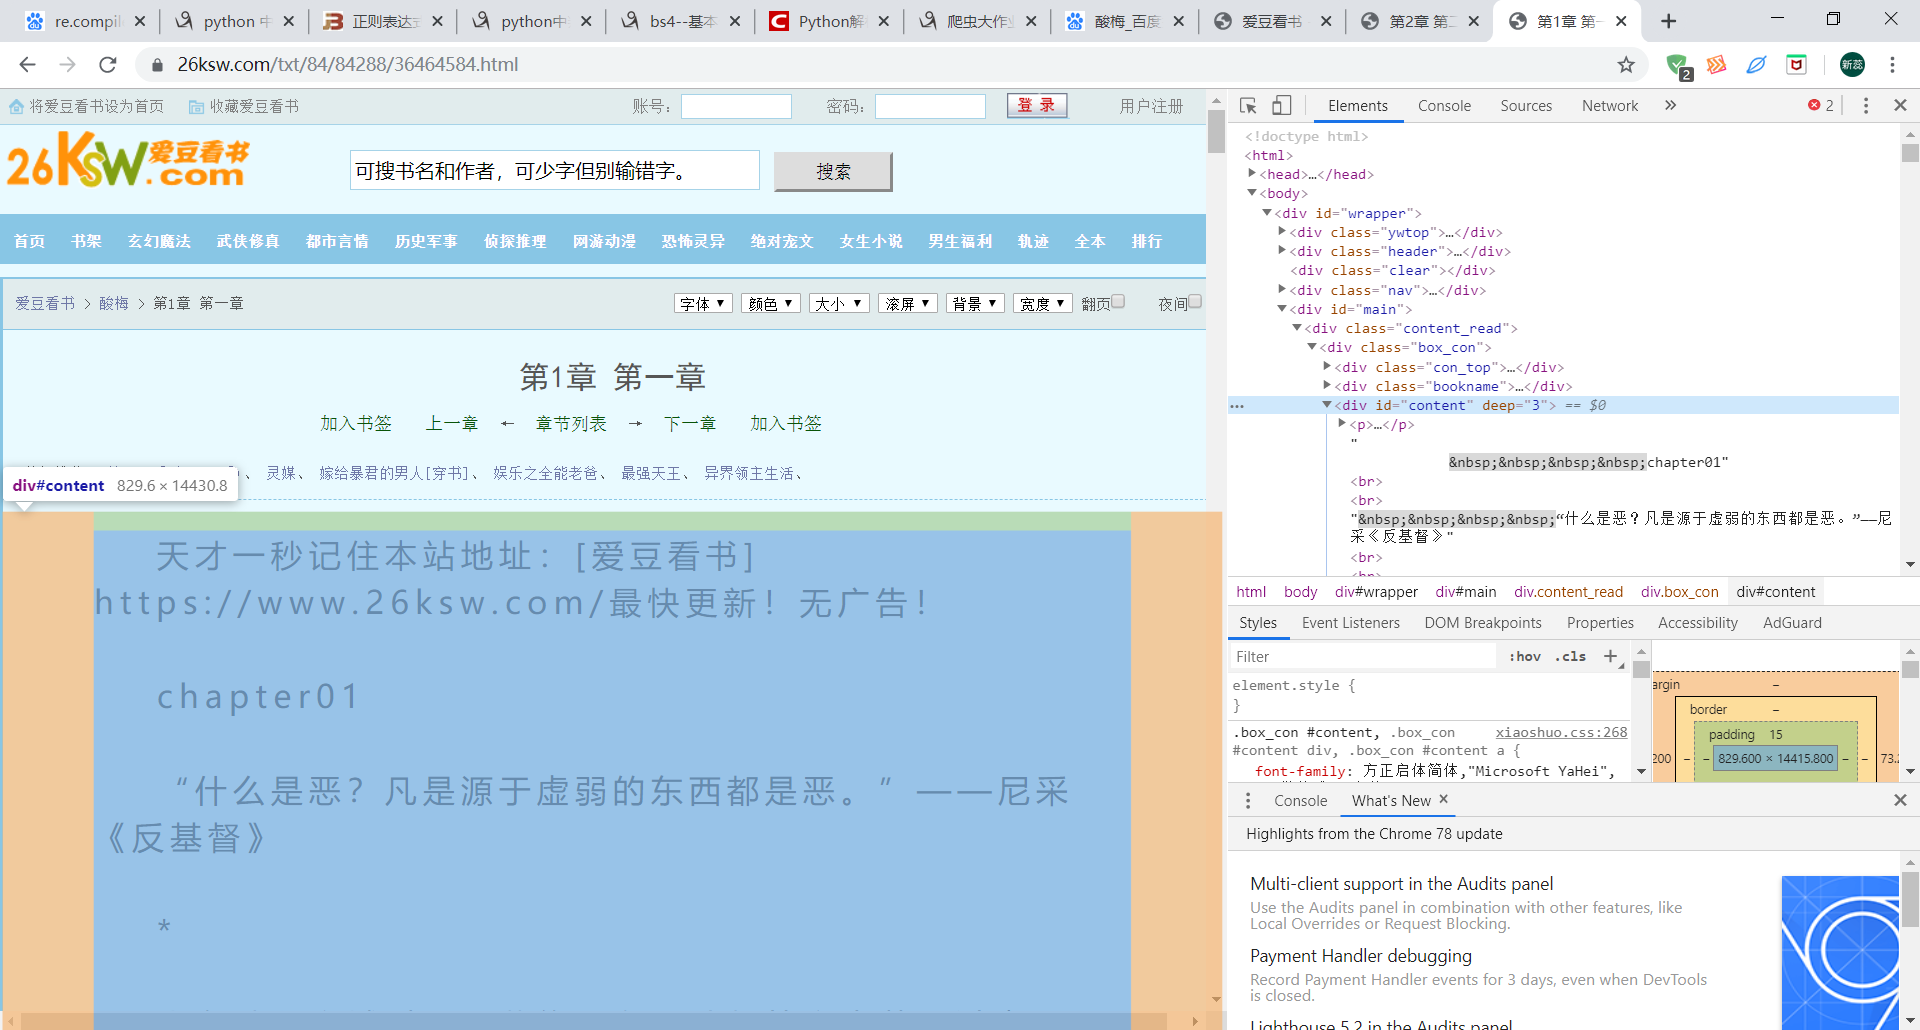 re.compil
python 中
正则表达式
python中
bs4--基本
Python解
爬虫大作业
酸梅_百度
爱豆看书
第2章 第二
第1章 第一
26ksw.com/txt/84/84288/36464584.html
2
新蕊
将爱豆看书设为首页 收藏爱豆看书 账号： 密码： 登 录 用户注册
26Ksw爱豆看书
.com
可搜书名和作者，可少字但别输错字。 搜索
首页 书架 玄幻魔法 武侠修真 都市言情 历史军事 侦探推理 网游动漫 恐怖灵异 绝对宠文 女生小说 男生福利 轨迹 全本 排行
爱豆看书 > 酸梅 > 第1章 第一章
字体 颜色 大小 滚屏 背景 宽度 翻页 夜间
第1章 第一章
加入书签 上一章 ← 章节列表 → 下一章 加入书签
、 灵媒、 嫁给暴君的男人[穿书]、 娱乐之全能老爸、 最强天王、 异界领主生活、
div#content 829.6 × 14430.8
天才一秒记住本站地址：[爱豆看书]
https://www.26ksw.com/最快更新！无广告！
chapter01
“什么是恶？凡是源于虚弱的东西都是恶。”——尼采
《反基督》
*
Elements Console Sources Network » 2
<!doctype html>
<html>
<head>…</head>
<body>
<div id="wrapper">
<div class="ywtop">…</div>
<div class="header">…</div>
<div class="clear"></div>
<div class="nav">…</div>
<div id="main">
<div class="content_read">
<div class="box_con">
<div class="con_top">…</div>
<div class="bookname">…</div>
<div id="content" deep="3"> == $0
<p>…</p>
"
&nbsp;&nbsp;&nbsp;&nbsp;chapter01"
<br>
<br>
"&nbsp;&nbsp;&nbsp;&nbsp;“什么是恶？凡是源于虚弱的东西都是恶。”——尼
采《反基督》"
<br>
<br>
html body div#wrapper div#main div.content_read div.box_con div#content
Styles Event Listeners DOM Breakpoints Properties Accessibility AdGuard
Filter :hov .cls +
element.style {
}
.box_con #content, .box_con xiaoshuo.css:268
#content div, .box_con #content a {
font-family: 方正启体简体,"Microsoft YaHei",
argin –
border –
padding 15
200 – – 829.600 × 14415.800 – – 73.2
Console What's New ×
Highlights from the Chrome 78 update
Multi-client support in the Audits panel
Use the Audits panel in combination with other features, like
Local Overrides or Request Blocking.
Payment Handler debugging
Record Payment Handler events for 3 days, even when DevTools
is closed.
Lighthouse 5.2 in the Audits panel